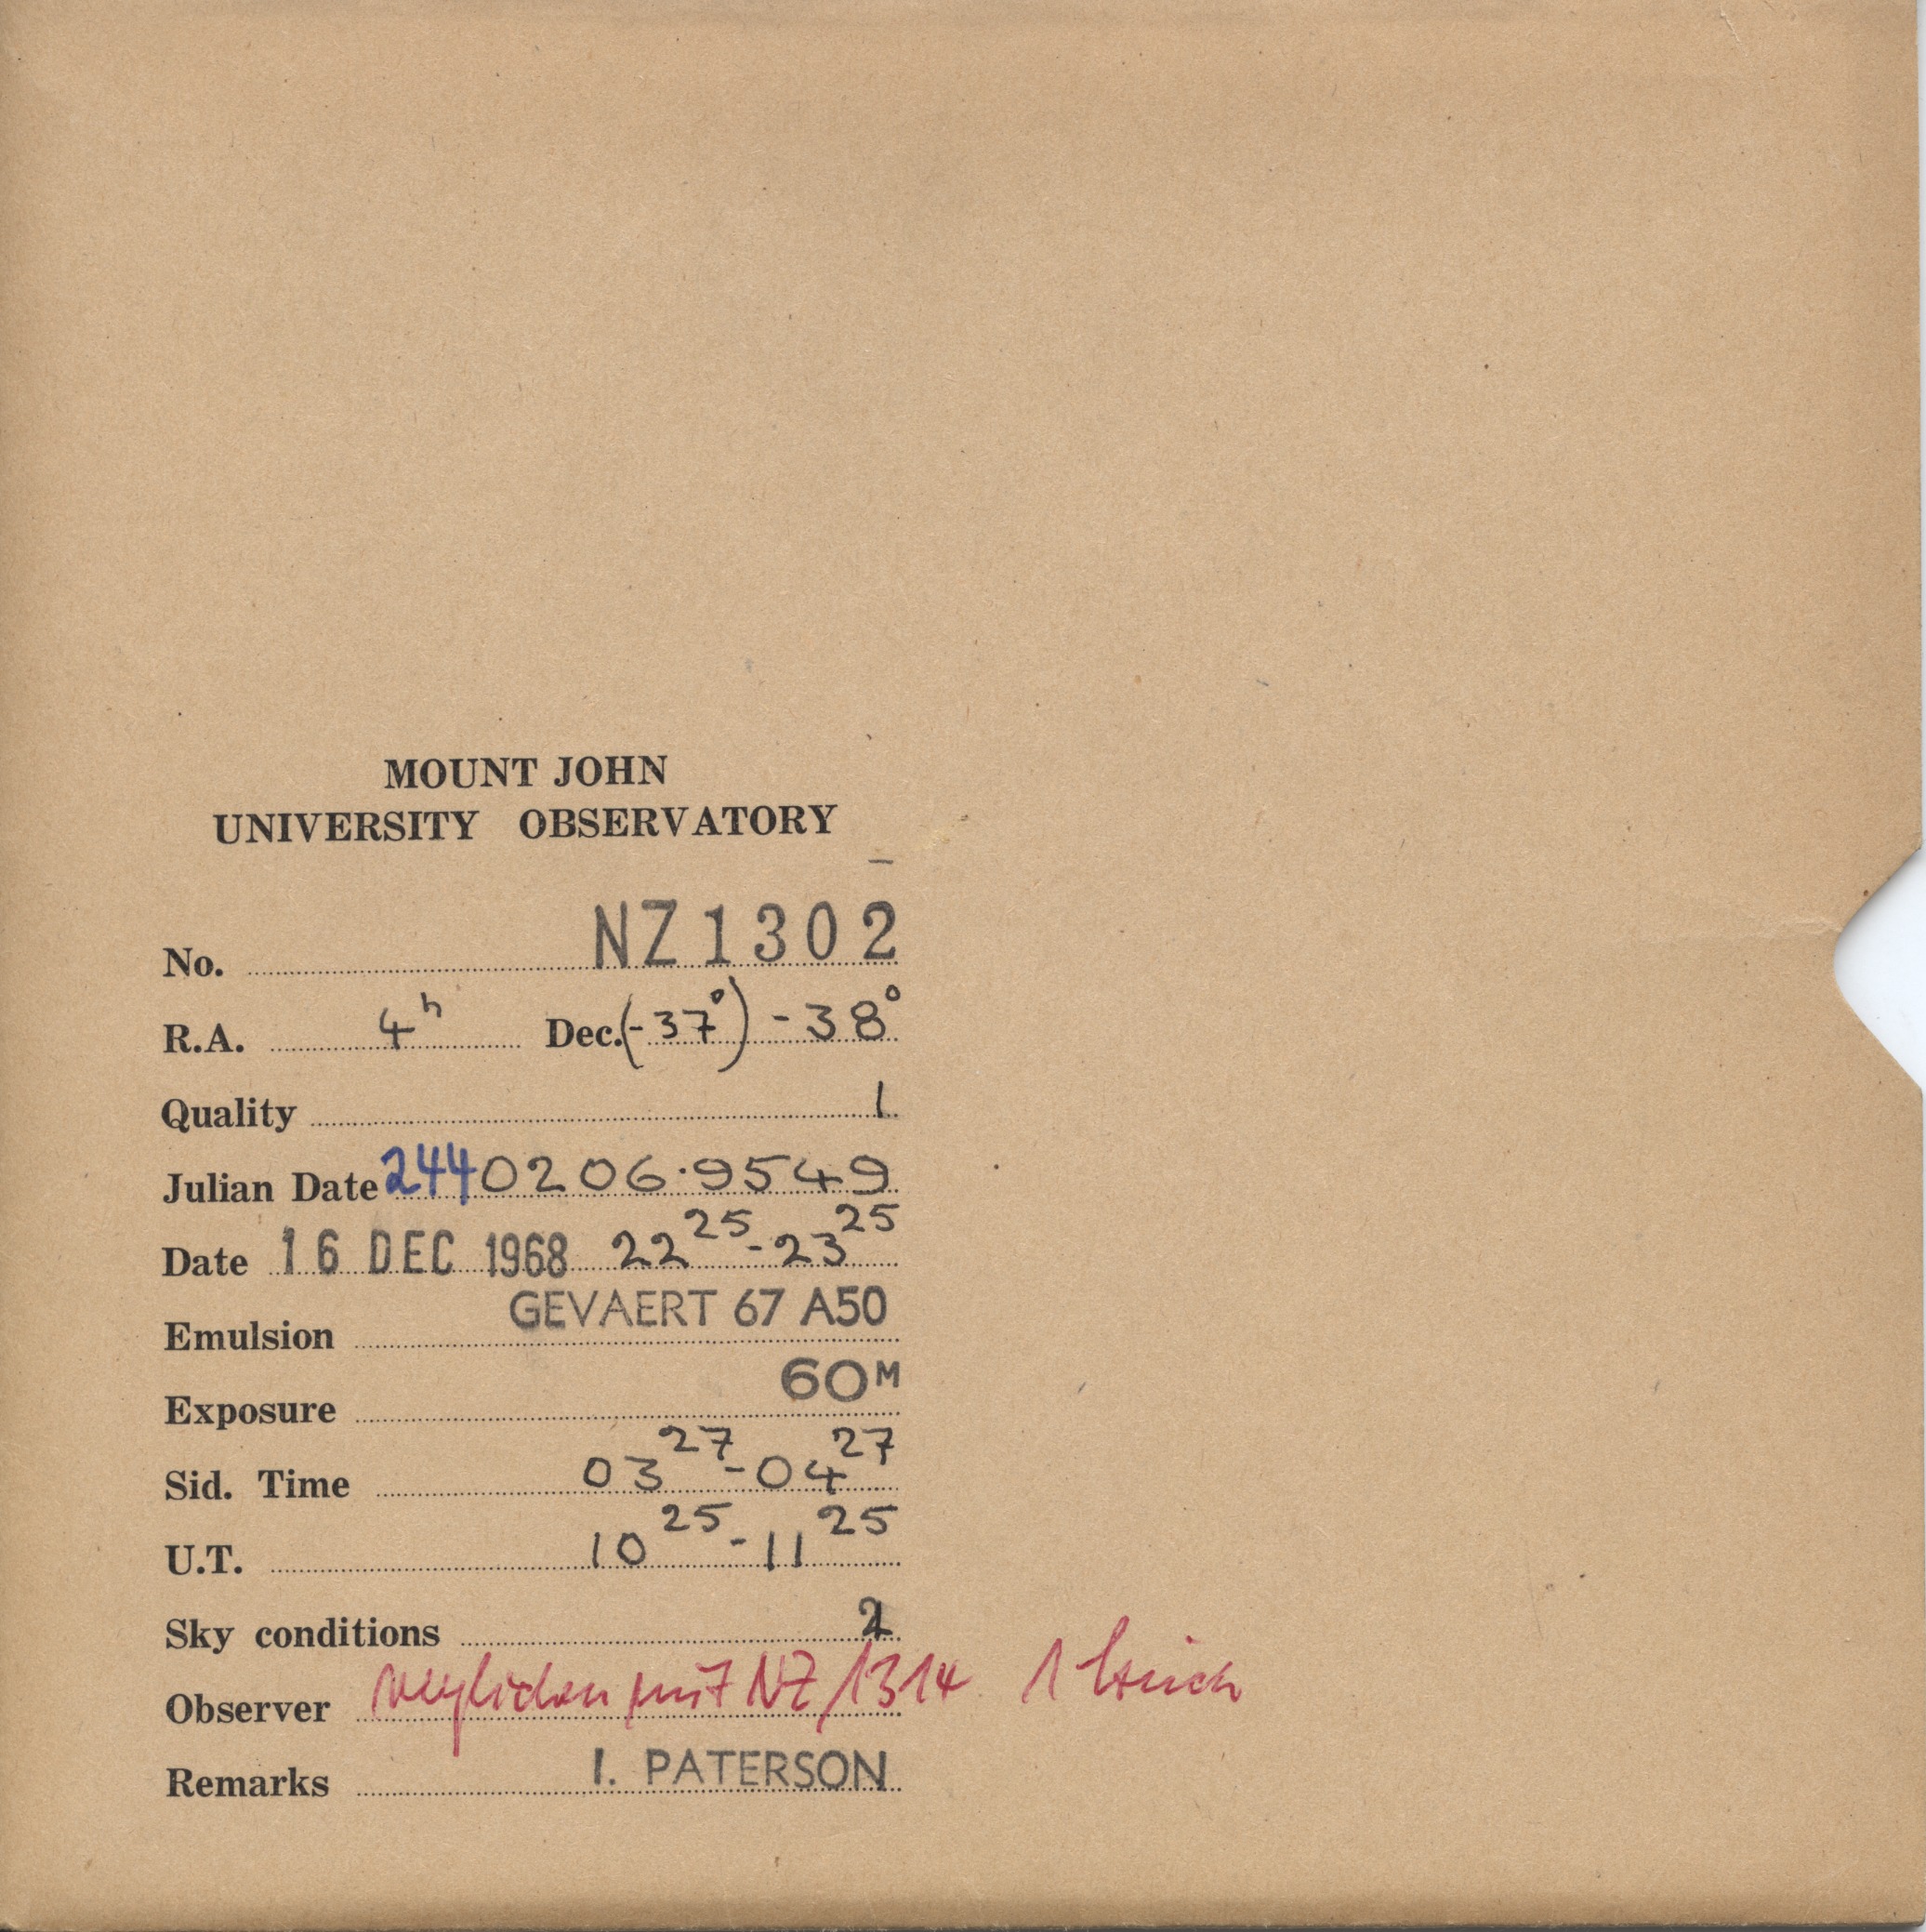 MOUNT JOHN
UNIVERSITY OBSERVATORY
No. NZ1302
R.A. 4h Dec. (-37°) -38°
Quality 1
Julian Date 2440206.9549
Date 16 DEC 1968 22 25 - 23 25
Emulsion GEVAERT 67 A50
Exposure 60M
Sid. Time 03 27 - 04 27
U.T. 10 25 - 11 25
Sky conditions
Observer verglichen mit NZ/1314 1 Strich
Remarks I. PATERSON